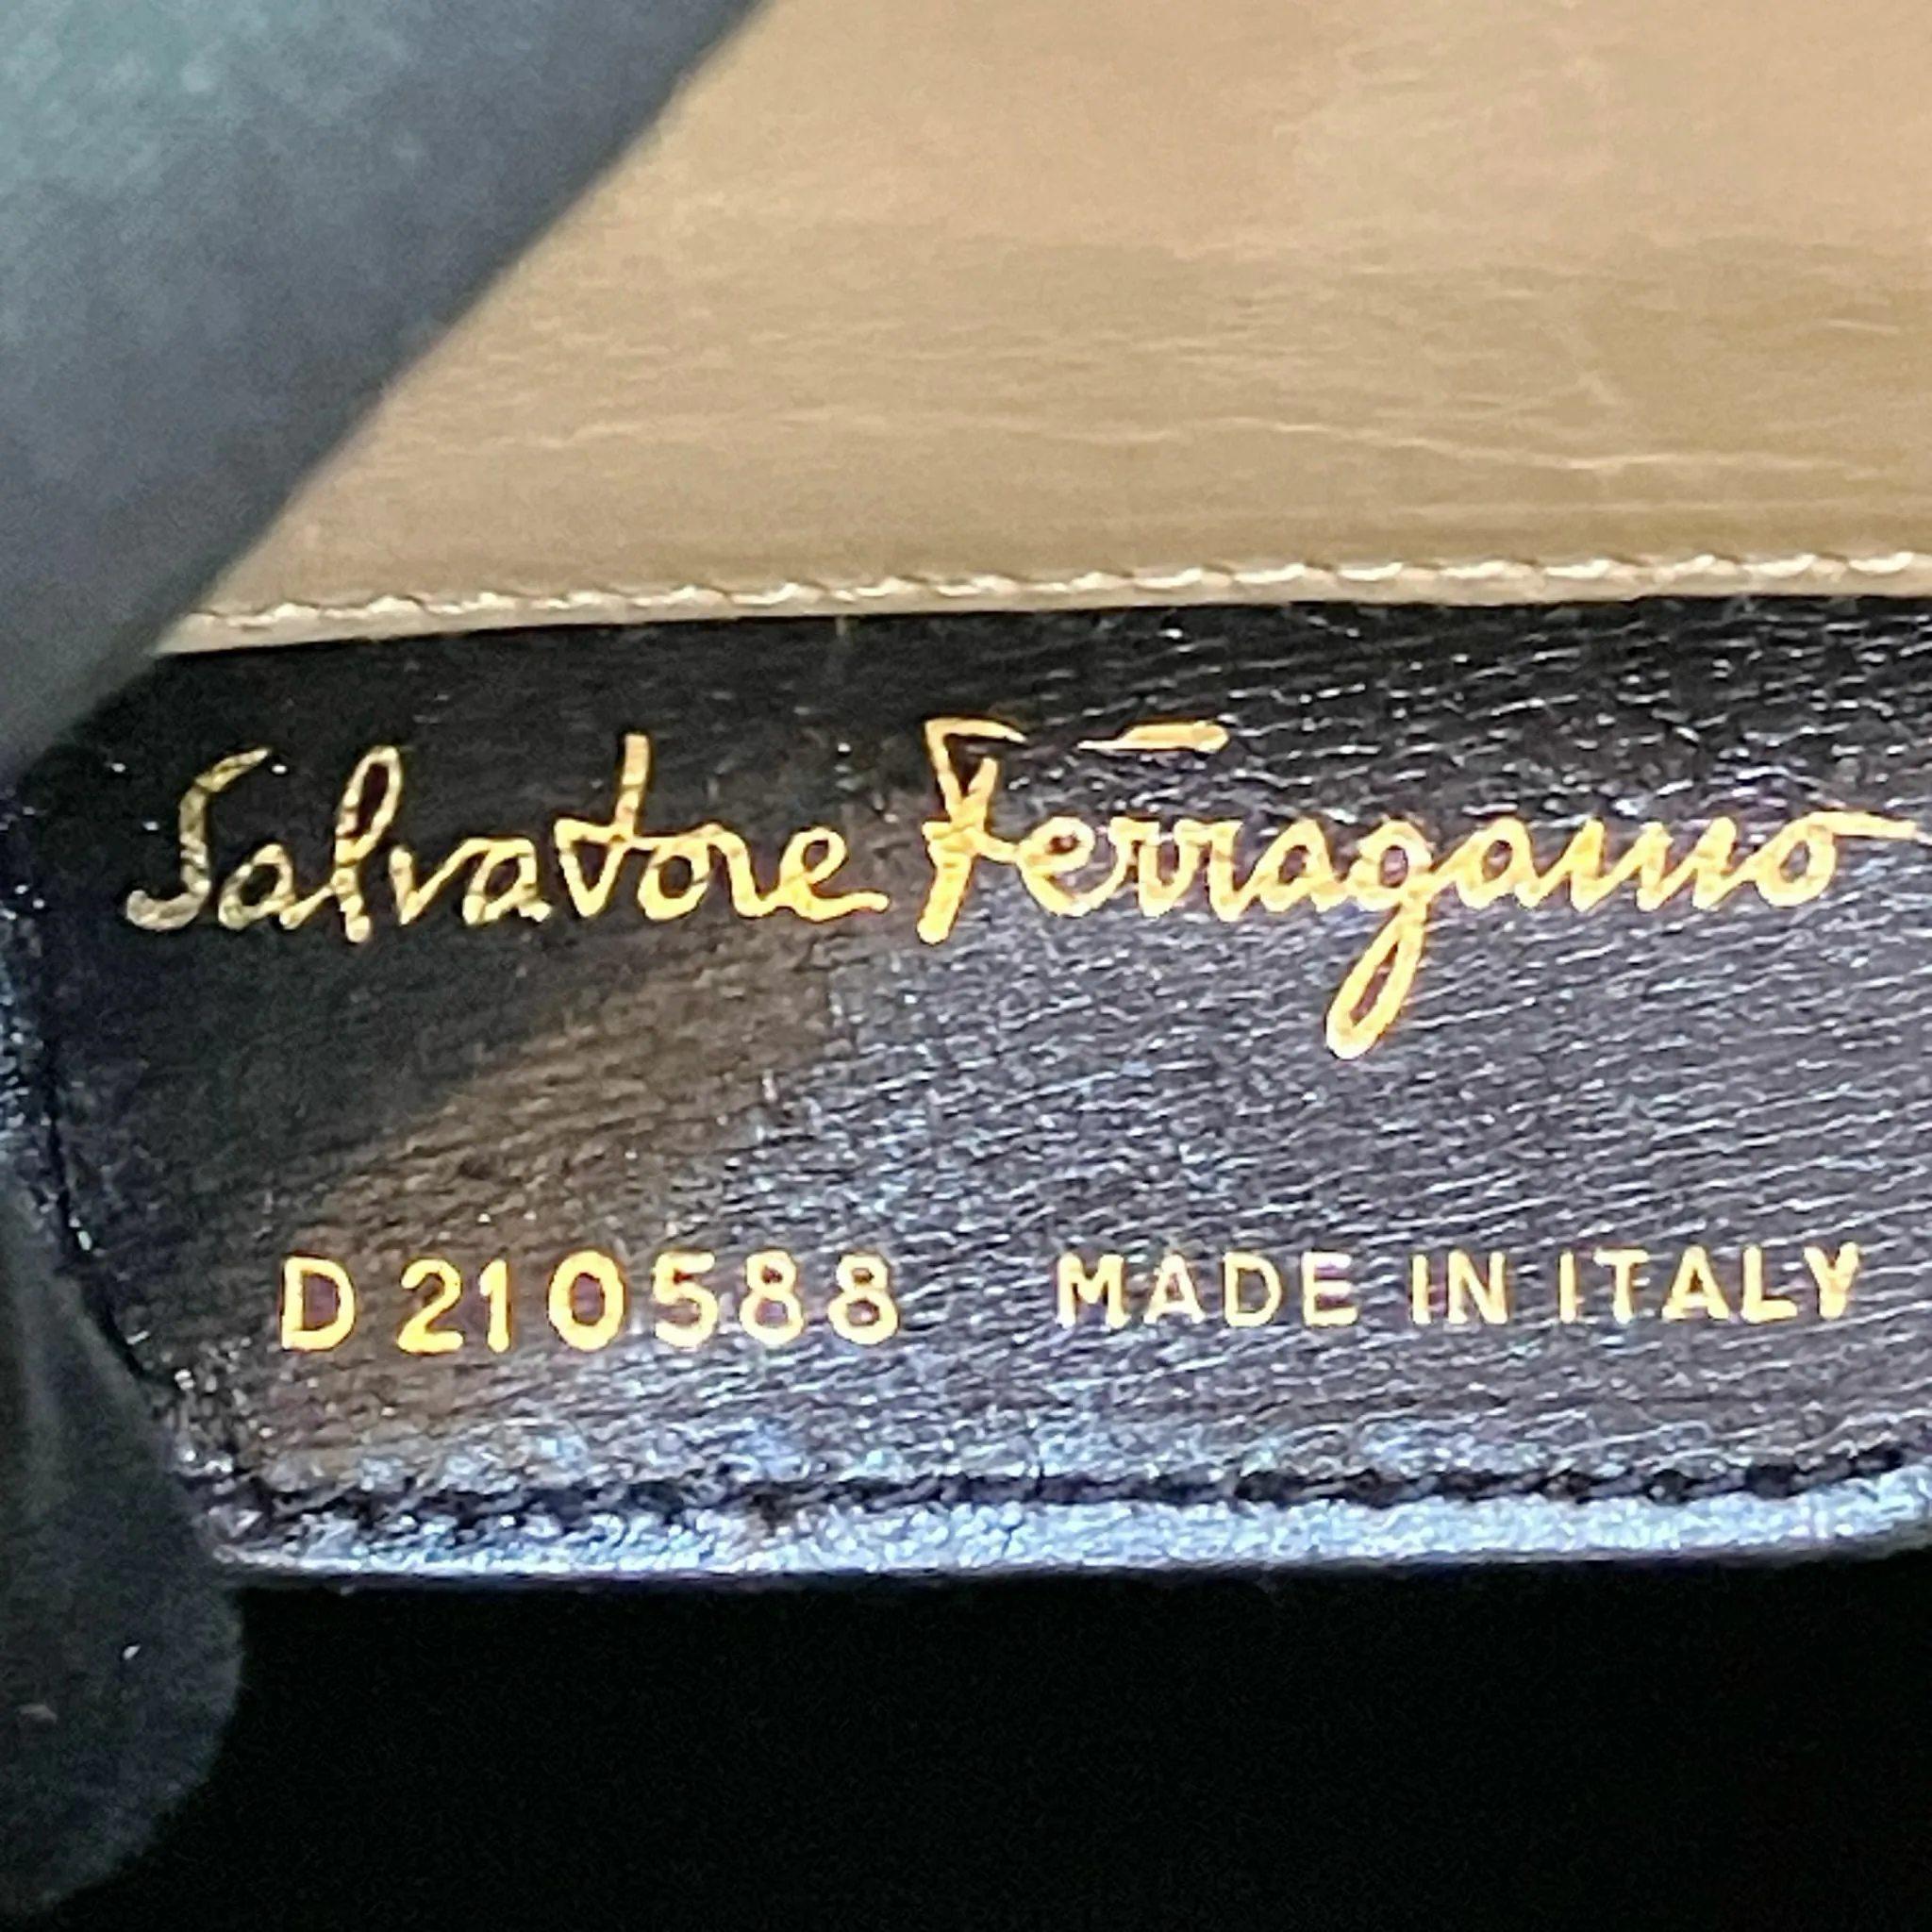 Salvatore Ferragamo
D 210588 MADE IN ITALY